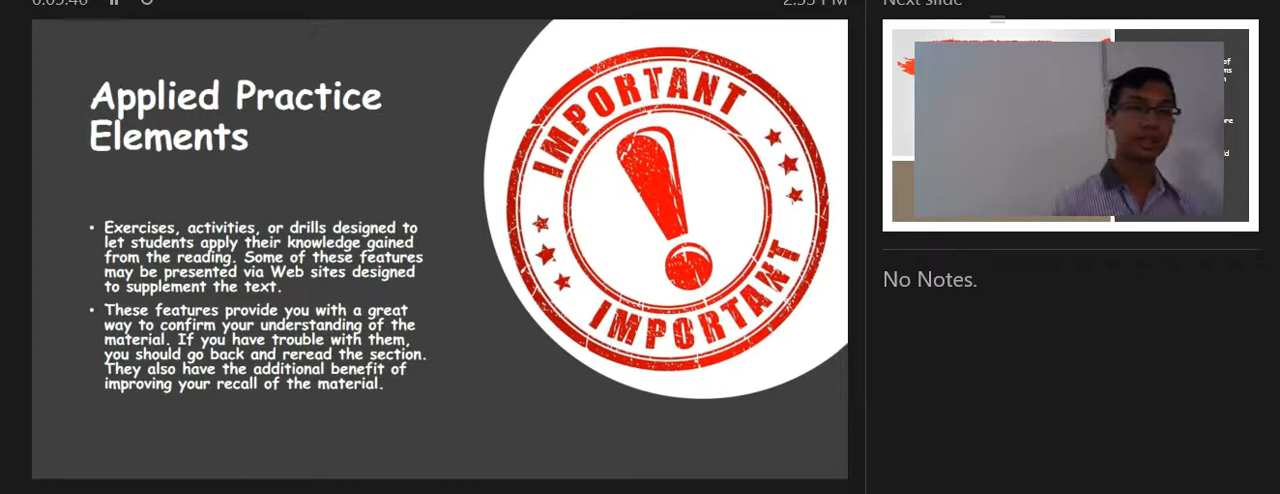 0:05:46
2:35 PM
Next slide
Applied Practice
Elements
IMPORTANT
IMPORTANT
• Exercises, activities, or drills designed to
let students apply their knowledge gained
from the reading. Some of these features
may be presented via Web sites designed
to supplement the text.
• These features provide you with a great
way to confirm your understanding of the
material. If you have trouble with them,
you should go back and reread the section.
They also have the additional benefit of
improving your recall of the material.
No Notes.